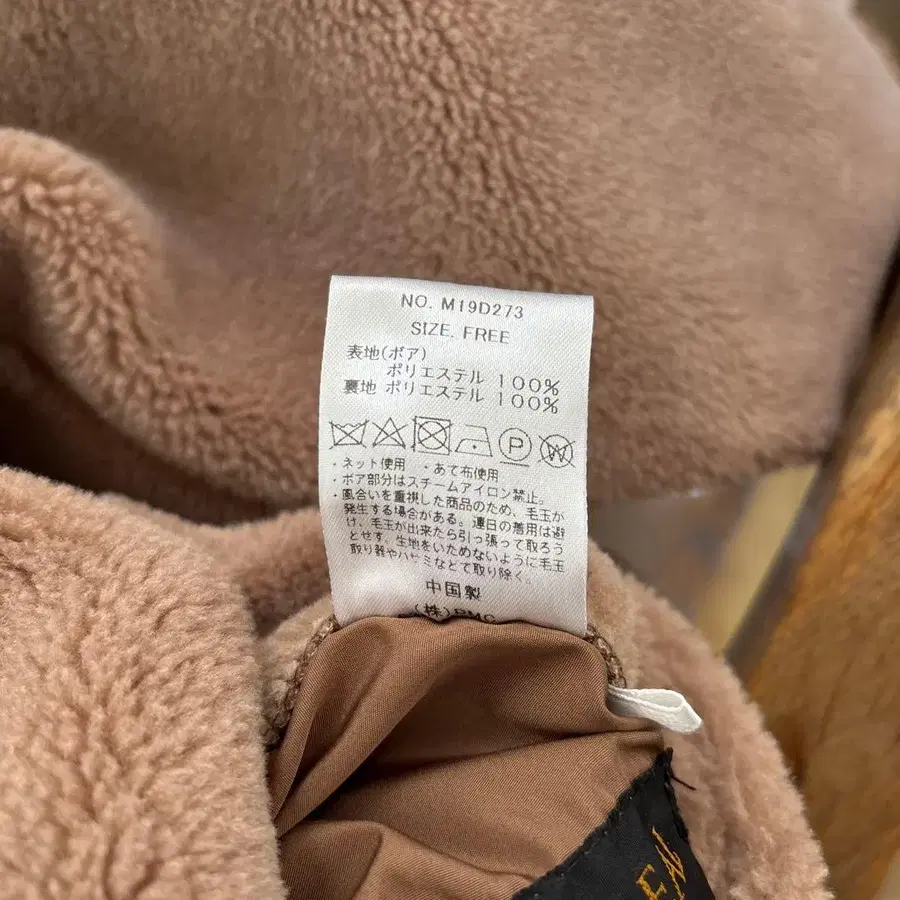 NO. M19D273
SIZE. FREE
表地(ボア)
ポリエステル 100%
裏地 ポリエステル 100%
P W
・ネット使用 ・あて布使用
・ボア部分はスチームアイロン禁止。
・風合いを重視した商品のため、毛玉が
発生する場合がある。連日の着用は避
け、毛玉が出来たら引っ張って取ろう
とせず、生地をいためないように毛玉
取り器やハサミなどで取り除く。
中国製
(株)